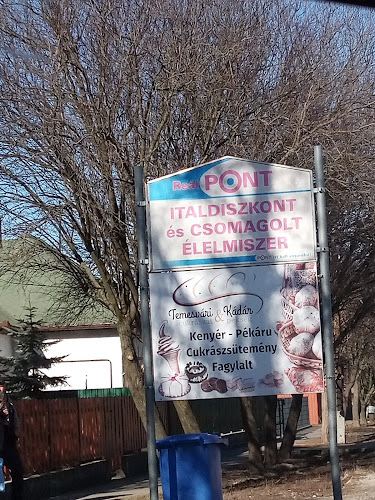 Reál PONT
ITALDISZKONT
és CSOMAGOLT
ÉLELMISZER
Temesvári & Kádár
Kenyér - Pékáru
Cukrászsütemény
Fagylalt